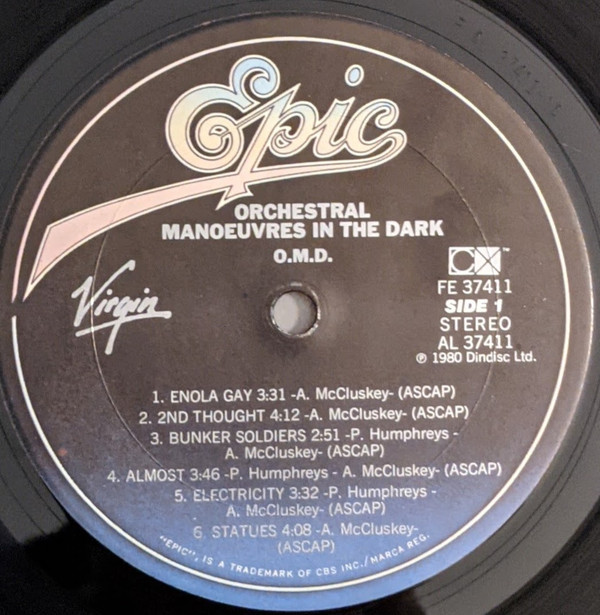 Epic
ORCHESTRAL
MANOEUVRES IN THE DARK
O.M.D.
Virgin
CX™
FE 37411
SIDE 1
STEREO
AL 37411
℗ 1980 Dindisc Ltd.
1. ENOLA GAY 3:31 -A. McCluskey- (ASCAP)
2. 2ND THOUGHT 4:12 -A. McCluskey- (ASCAP)
3. BUNKER SOLDIERS 2:51 -P. Humphreys -
A. McCluskey- (ASCAP)
4. ALMOST 3:46 -P. Humphreys - A. McCluskey- (ASCAP)
5. ELECTRICITY 3:32 -P. Humphreys -
A. McCluskey- (ASCAP)
6. STATUES 4:08 -A. McCluskey-
(ASCAP)
"EPIC", IS A TRADEMARK OF CBS INC./MARCA REG.